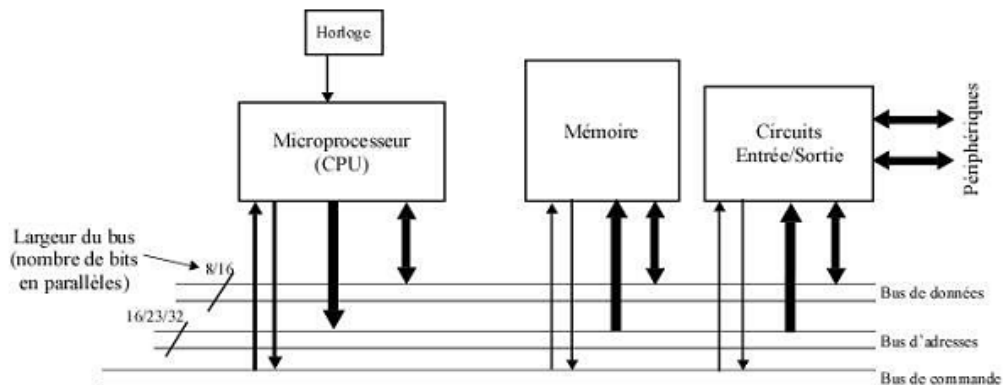 Horloge
Microprocesseur
(CPU)
Mémoire
Circuits
Entrée/Sortie
Périphériques
Largeur du bus
(nombre de bits
en parallèles)
8/16
16/23/32
Bus de données
Bus d'adresses
Bus de commande